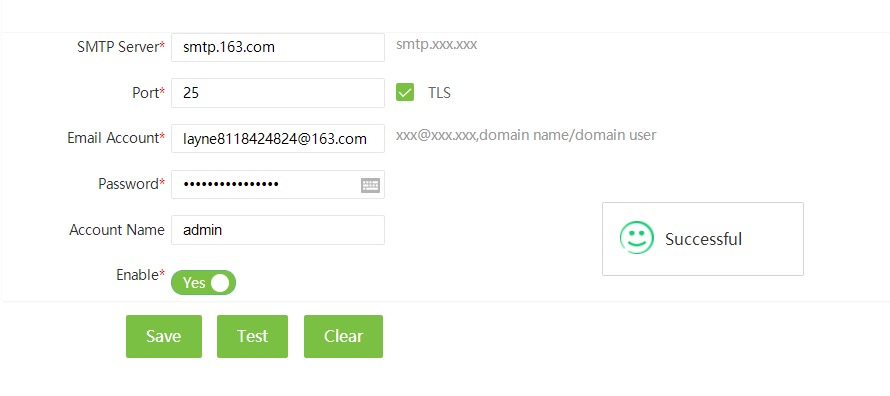 SMTP Server* smtp.163.com smtp.xxx.xxx
Port* 25 TLS
Email Account* layne8118424824@163.com xxx@xxx.xxx,domain name/domain user
Password* ••••••••••••••••
Account Name admin
Successful
Enable* Yes
Save Test Clear